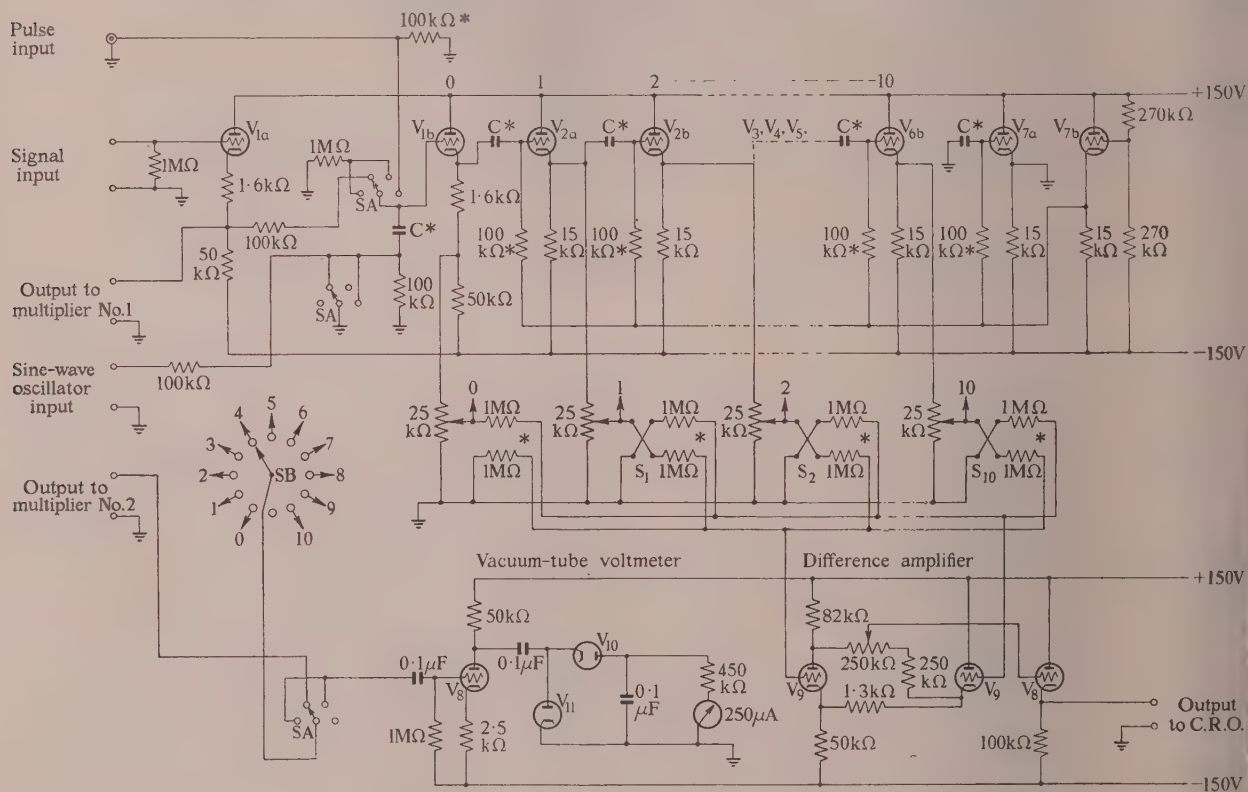 Pulse input
100kΩ*
0 1 2 10
+150V
V1a V1b C* V2a C* V2b V3, V4, V5. C* V6b C* V7a V7b 270kΩ
Signal input
1MΩ
1·6kΩ
1MΩ
SA
C*
1·6kΩ
100kΩ
50 kΩ
100 kΩ* 15 kΩ 100 kΩ* 15 kΩ 100 kΩ* 15 kΩ 100 kΩ* 15 kΩ 15 kΩ 270 kΩ
SA
100 kΩ
50kΩ
Output to multiplier No.1
-150V
Sine-wave oscillator input
100kΩ
0 1 2 3 4 5 6 7 8 9 10
SB
25 kΩ 0 1MΩ * 1MΩ
25 kΩ 1 1MΩ * 1MΩ S1
25 kΩ 2 1MΩ * 1MΩ S2
25 kΩ 10 1MΩ * 1MΩ S10
Output to multiplier No.2
Vacuum-tube voltmeter
Difference amplifier
+150V
50kΩ
82kΩ
0·1μF
V8
0·1μF
V10
V11
0·1 μF
450 kΩ
250μA
SA
1MΩ
2·5 kΩ
V9
250kΩ
250 kΩ
1·3kΩ
V9
V8
50kΩ
100kΩ
Output to C.R.O.
-150V